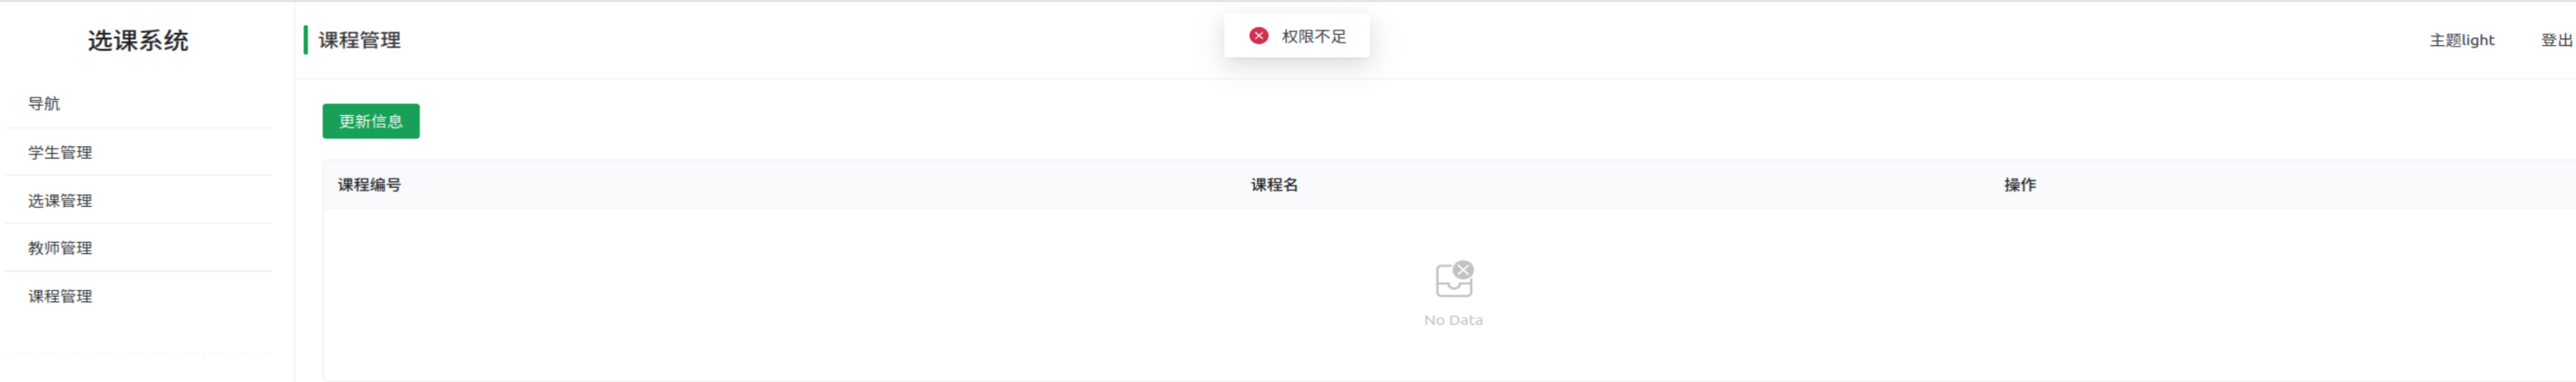 选课系统
导航
学生管理
选课管理
教师管理
课程管理
课程管理
权限不足
主题light
登出
更新信息
课程编号
课程名
操作
No Data